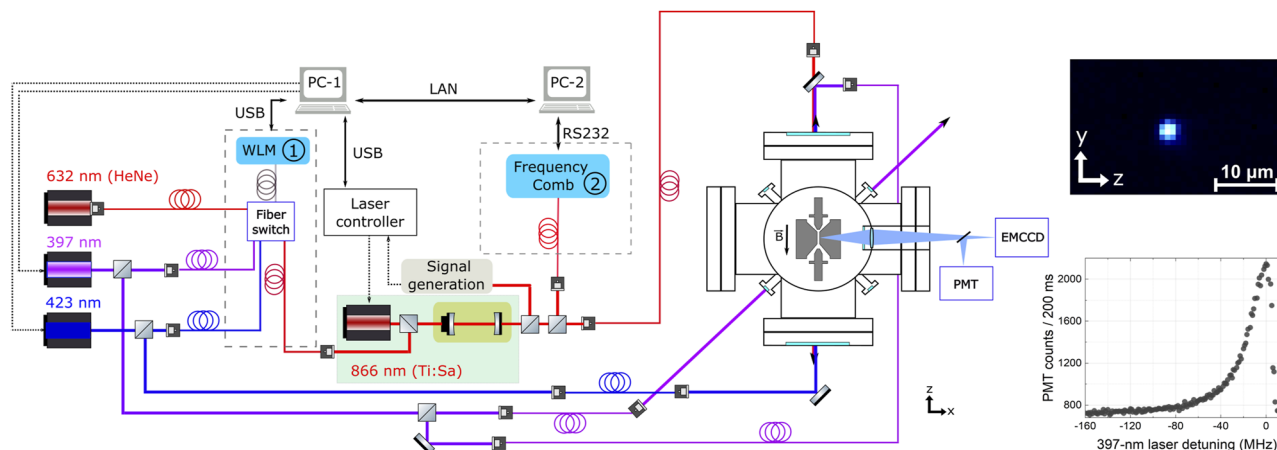 PC-1
PC-2
LAN
USB
USB
RS232
WLM 1
632 nm (HeNe)
Fiber
switch
397 nm
423 nm
Laser
controller
Frequency
Comb 2
Signal
generation
866 nm (Ti:Sa)
B
EMCCD
PMT
z
x
y
z
10 μm
PMT counts / 200 ms
2000
1600
1200
800
-160
-120
-80
-40
0
397-nm laser detuning (MHz)